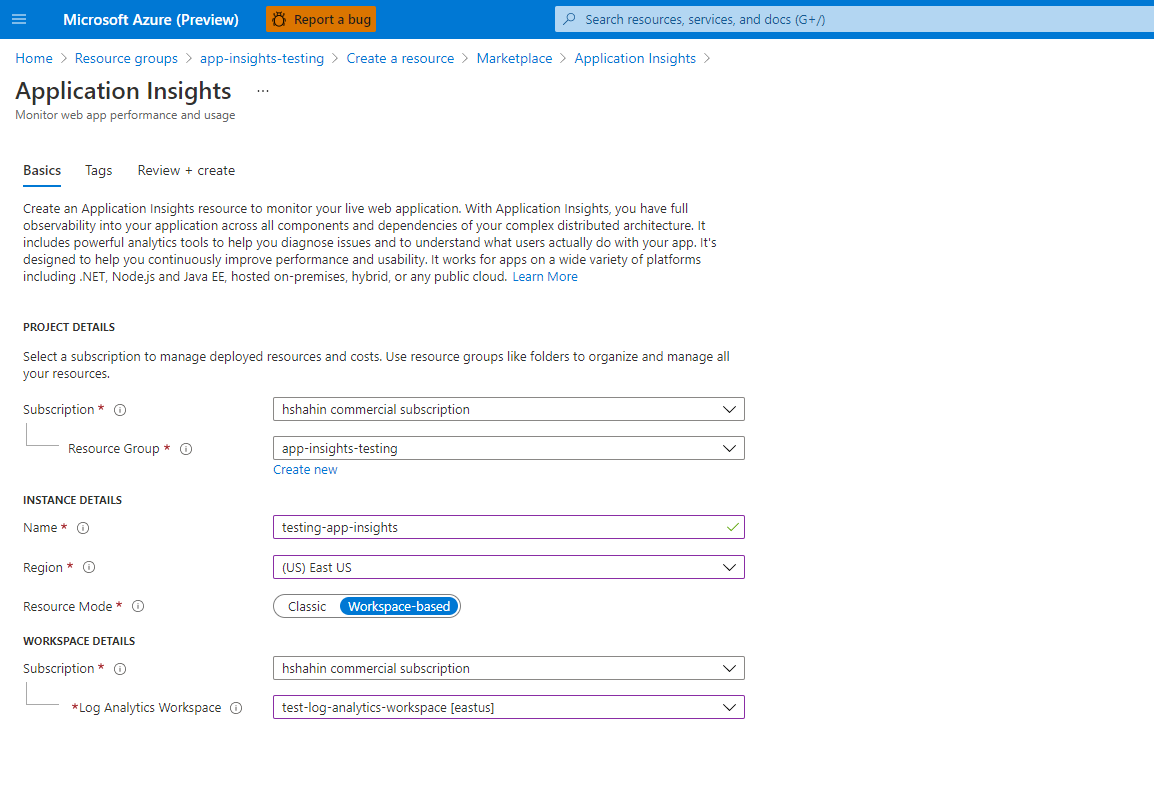 Microsoft Azure (Preview) Report a bug Search resources, services, and docs (G+/)
Home > Resource groups > app-insights-testing > Create a resource > Marketplace > Application Insights >
Application Insights ...
Monitor web app performance and usage
Basics Tags Review + create
Create an Application Insights resource to monitor your live web application. With Application Insights, you have full
observability into your application across all components and dependencies of your complex distributed architecture. It
includes powerful analytics tools to help you diagnose issues and to understand what users actually do with your app. It's
designed to help you continuously improve performance and usability. It works for apps on a wide variety of platforms
including .NET, Node.js and Java EE, hosted on-premises, hybrid, or any public cloud. Learn More
PROJECT DETAILS
Select a subscription to manage deployed resources and costs. Use resource groups like folders to organize and manage all
your resources.
Subscription * hshahin commercial subscription
Resource Group * app-insights-testing
Create new
INSTANCE DETAILS
Name * testing-app-insights
Region * (US) East US
Resource Mode * Classic Workspace-based
WORKSPACE DETAILS
Subscription * hshahin commercial subscription
*Log Analytics Workspace test-log-analytics-workspace [eastus]